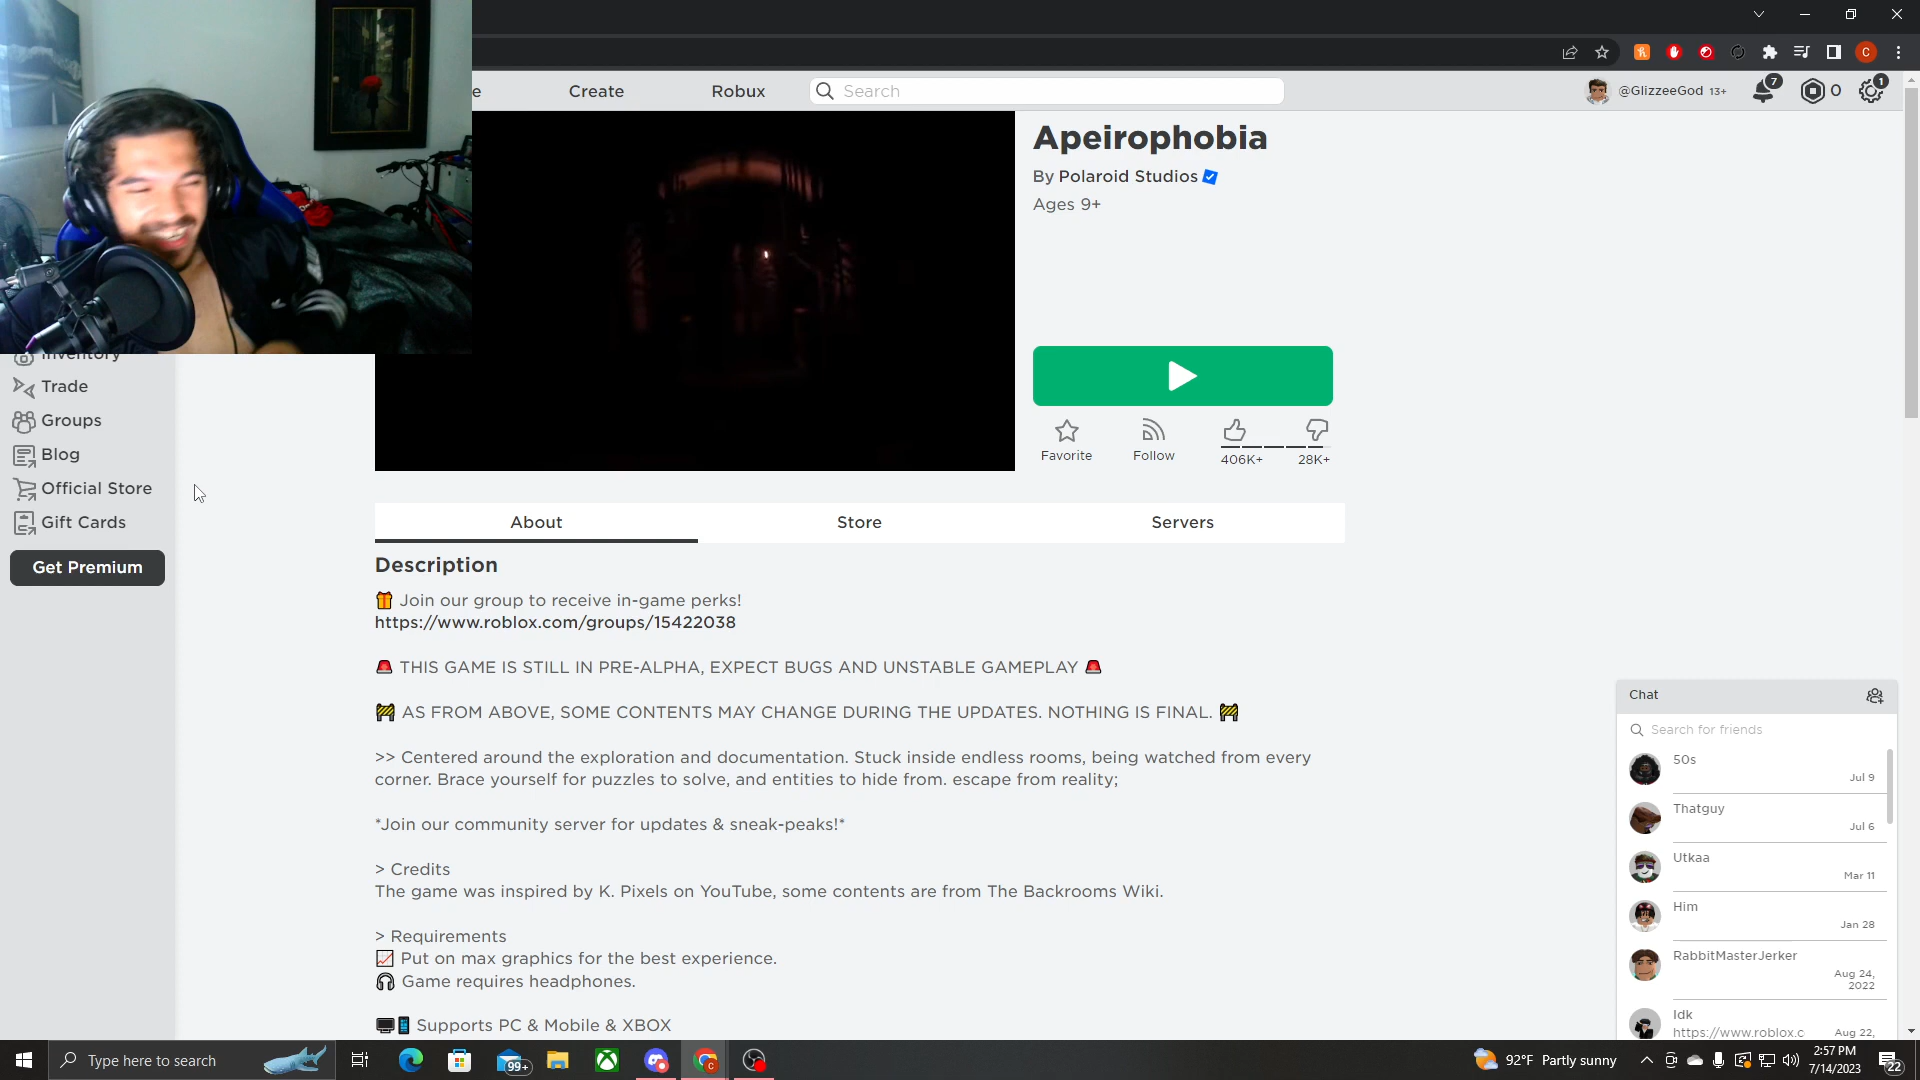 Create
Robux
Search
@GlizzeeGod 13+
7
0
1
Apeirophobia
By Polaroid Studios
Ages 9+
Inventory
Trade
Groups
Blog
Official Store
Gift Cards
Get Premium
Favorite
Follow
406K+
28K+
About
Store
Servers
Description
🎁 Join our group to receive in-game perks!
https://www.roblox.com/groups/15422038
🚨 THIS GAME IS STILL IN PRE-ALPHA, EXPECT BUGS AND UNSTABLE GAMEPLAY 🚨
🚧 AS FROM ABOVE, SOME CONTENTS MAY CHANGE DURING THE UPDATES. NOTHING IS FINAL. 🚧
>> Centered around the exploration and documentation. Stuck inside endless rooms, being watched from every
corner. Brace yourself for puzzles to solve, and entities to hide from. escape from reality;
*Join our community server for updates & sneak-peaks!*
> Credits
The game was inspired by K. Pixels on YouTube, some contents are from The Backrooms Wiki.
> Requirements
📈 Put on max graphics for the best experience.
🎧 Game requires headphones.
🖥📱 Supports PC & Mobile & XBOX
Chat
Search for friends
50s
Jul 9
Thatguy
Jul 6
Utkaa
Mar 11
Him
Jan 28
RabbitMasterJerker
Aug 24,
2022
Idk
https://www.roblox.c
Aug 22,
Type here to search
99+
C
92°F Partly sunny
2:57 PM
7/14/2023
22